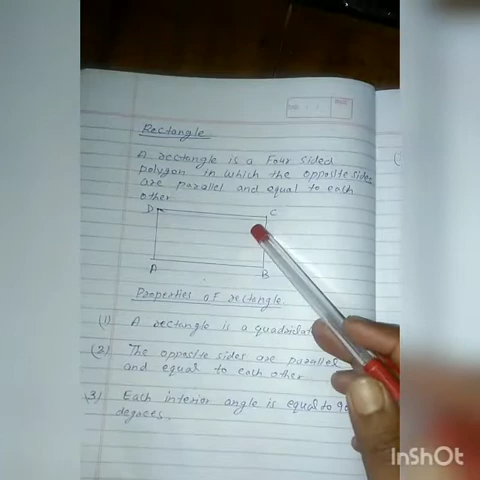 Rectangle
A rectangle is a Four sided
polygon in which the opposite sides
are parallel and equal to each
other
D C
A B
Properties of rectangle
(1) A rectangle is a
(2) The opposite sides are parallel
and equal to each other
(3) Each interior angle is equal to 90
degrees.
InShOt